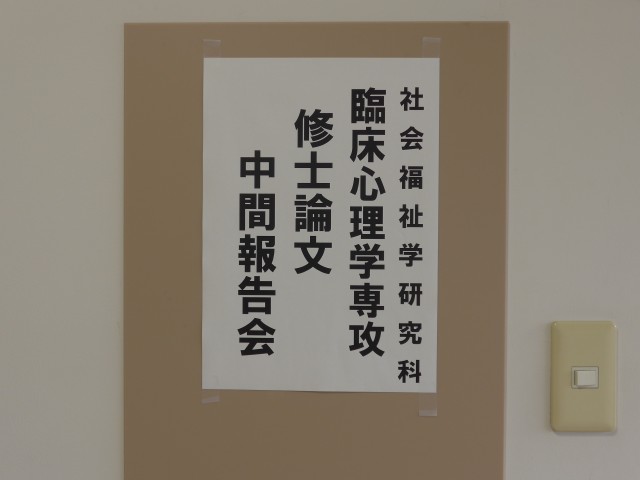 社会福祉学研究科
臨床心理学専攻
修士論文
中間報告会